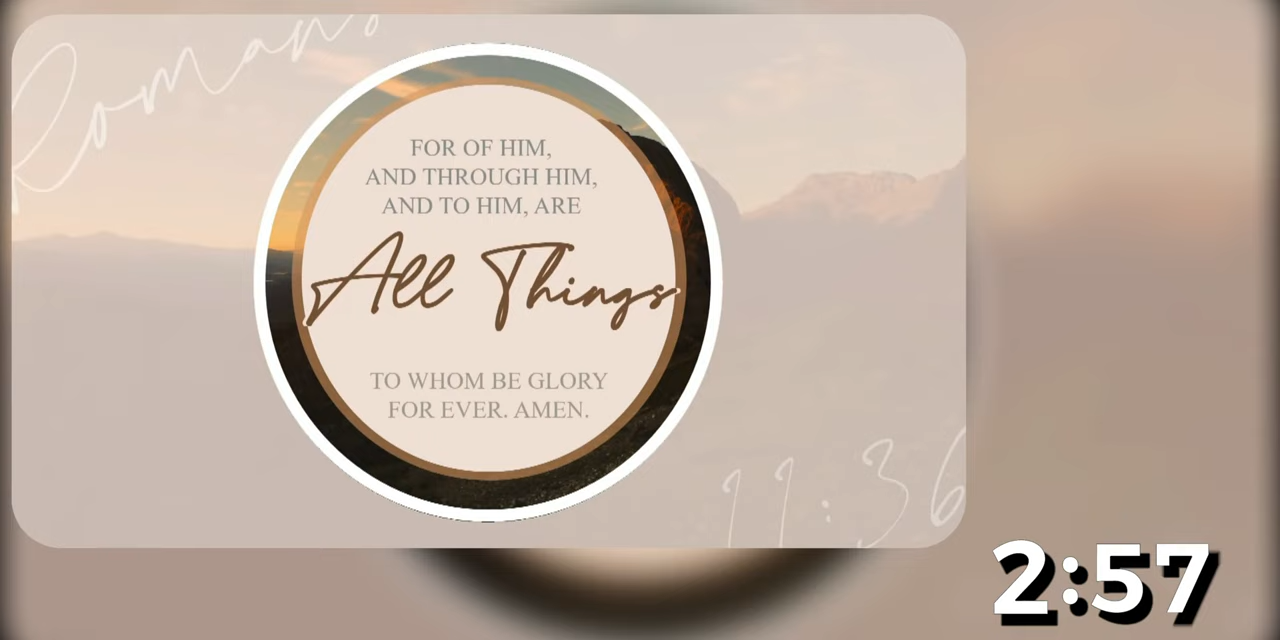 Romans
FOR OF HIM,
AND THROUGH HIM,
AND TO HIM, ARE
All Things
TO WHOM BE GLORY
FOR EVER. AMEN.
11:36
2:57